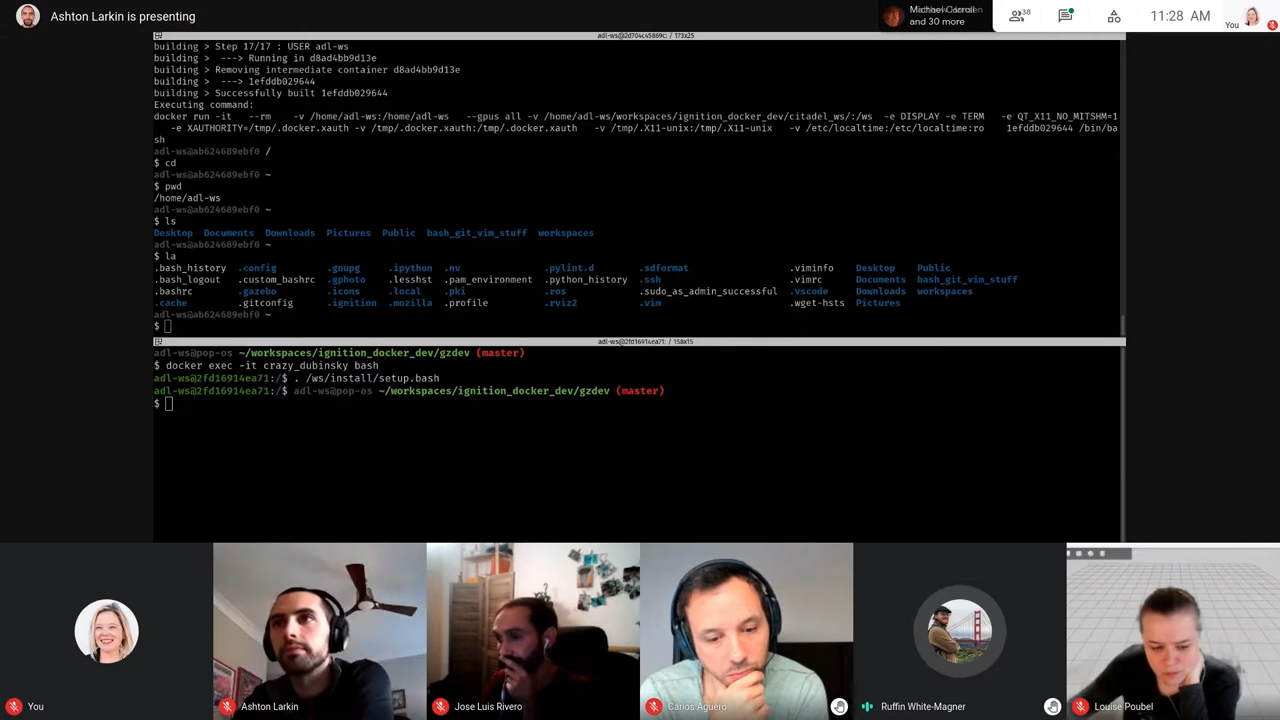 Ashton Larkin is presenting
Michael Carroll
and 30 more
38
11:28 AM
You
adl-ws@2d704c45869c: / 173x25
building > Step 17/17 : USER adl-ws
building >  ---> Running in d8ad4bb9d13e
building > Removing intermediate container d8ad4bb9d13e
building >  ---> 1efddb029644
building > Successfully built 1efddb029644
Executing command:
docker run -it  --rm   -v /home/adl-ws:/home/adl-ws   --gpus all -v /home/adl-ws/workspaces/ignition_docker_dev/citadel_ws/:/ws  -e DISPLAY -e TERM   -e QT_X11_NO_MITSHM=1
-e XAUTHORITY=/tmp/.docker.xauth -v /tmp/.docker.xauth:/tmp/.docker.xauth   -v /tmp/.X11-unix:/tmp/.X11-unix  -v /etc/localtime:/etc/localtime:ro    1efddb029644 /bin/ba
sh
adl-ws@ab624689ebf0 /
$ cd
adl-ws@ab624689ebf0 ~
$ pwd
/home/adl-ws
adl-ws@ab624689ebf0 ~
$ ls
Desktop  Documents  Downloads  Pictures  Public  bash_git_vim_stuff  workspaces
adl-ws@ab624689ebf0 ~
$ la
.bash_history  .config  .gnupg  .ipython  .nv  .pylint.d  .sdformat  .viminfo  Desktop  Public
.bash_logout  .custom_bashrc  .gphoto  .lesshst  .pam_environment  .python_history  .ssh  .vimrc  Documents  bash_git_vim_stuff
.bashrc  .gazebo  .icons  .local  .pki  .ros  .sudo_as_admin_successful  .vscode  Downloads  workspaces
.cache  .gitconfig  .ignition  .mozilla  .profile  .rviz2  .vim  .wget-hsts  Pictures
adl-ws@ab624689ebf0 ~
$
adl-ws@2fd16914ea71: / 158x15
adl-ws@pop-os ~/workspaces/ignition_docker_dev/gzdev (master)
$ docker exec -it crazy_dubinsky bash
adl-ws@2fd16914ea71:/$ . /ws/install/setup.bash
adl-ws@2fd16914ea71:/$ adl-ws@pop-os ~/workspaces/ignition_docker_dev/gzdev (master)
$
You
Ashton Larkin
Jose Luis Rivero
Carlos Agüero
Ruffin White-Magner
Louise Poubel